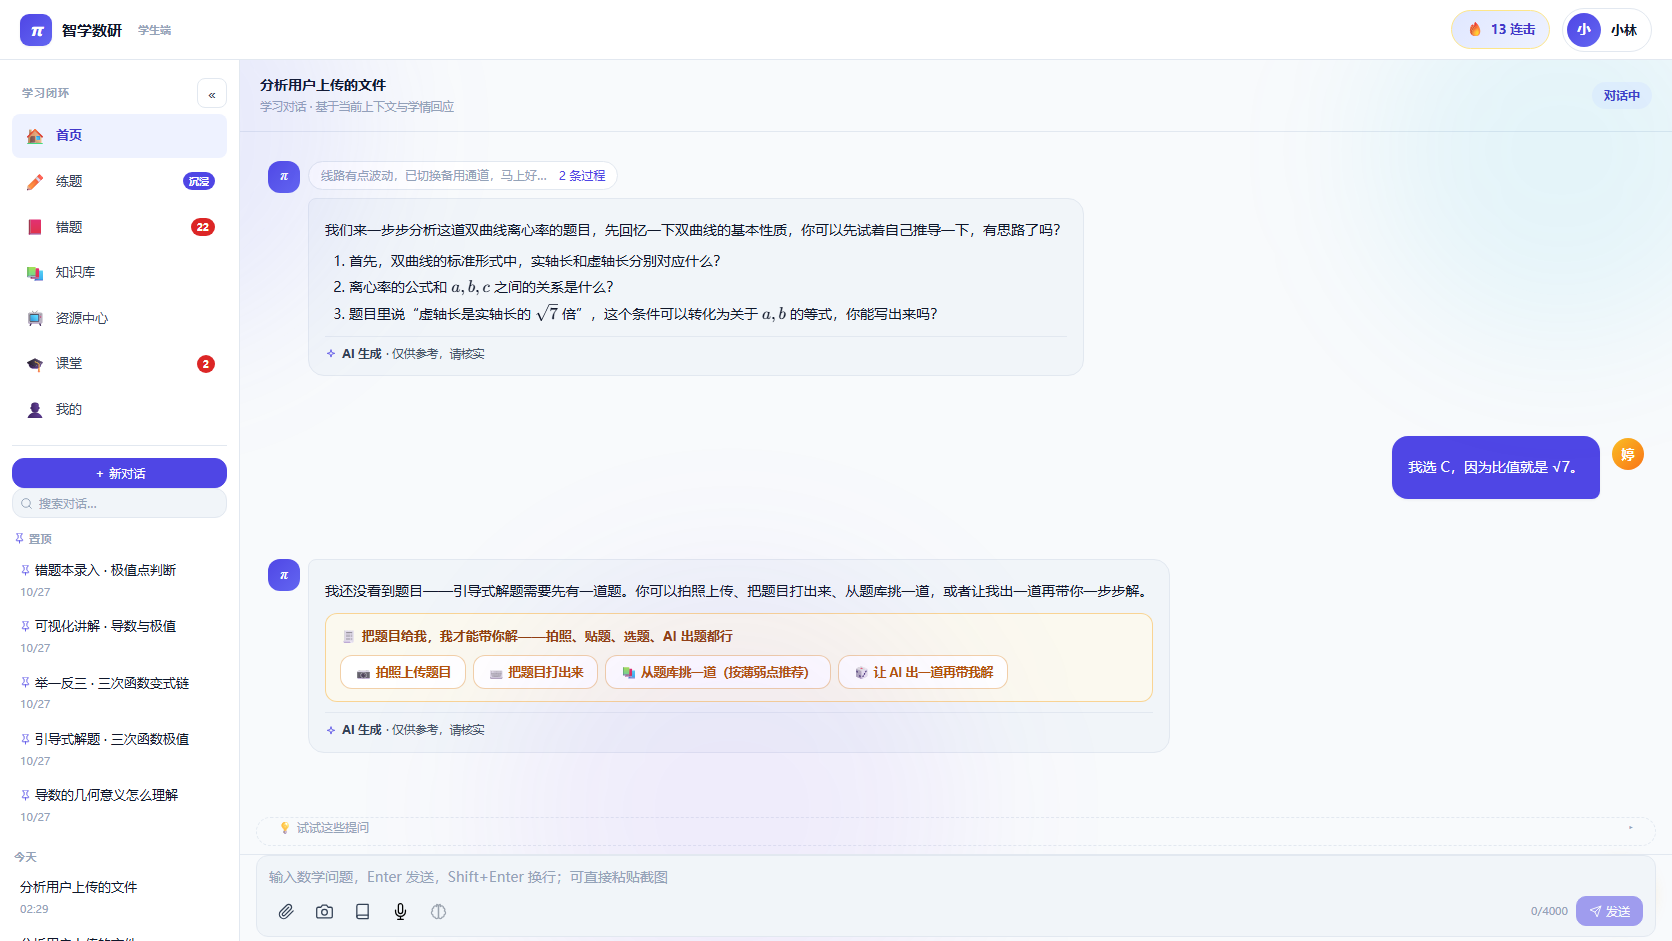 π 智学数研 学生端
13 连击
小 小林
学习闭环 «
首页
练题 沉浸
错题 22
知识库
资源中心
课堂 2
我的
+ 新对话
搜索对话...
置顶
错题本录入 · 极值点判断
10/27
可视化讲解 · 导数与极值
10/27
举一反三 · 三次函数变式链
10/27
引导式解题 · 三次函数极值
10/27
导数的几何意义怎么理解
10/27
今天
分析用户上传的文件
02:29
分析用户上传的文件
分析用户上传的文件
学习对话 · 基于当前上下文与学情回应
对话中
π
线路有点波动，已切换备用通道，马上好... 2 条过程
我们来一步步分析这道双曲线离心率的题目，先回忆一下双曲线的基本性质，你可以先试着自己推导一下，有思路了吗？
1. 首先，双曲线的标准形式中，实轴长和虚轴长分别对应什么？
2. 离心率的公式和 a, b, c 之间的关系是什么？
3. 题目里说“虚轴长是实轴长的 √7 倍”，这个条件可以转化为关于 a, b 的等式，你能写出来吗？
AI 生成 · 仅供参考，请核实
我选 C，因为比值就是 √7。
婷
π
我还没看到题目——引导式解题需要先有一道题。你可以拍照上传、把题目打出来、从题库挑一道，或者让我出一道再带你一步步解。
把题目给我，我才能带你解——拍照、贴题、选题、AI 出题都行
拍照上传题目 把题目打出来 从题库挑一道（按薄弱点推荐） 让 AI 出一道再带我解
AI 生成 · 仅供参考，请核实
试试这些提问
输入数学问题，Enter 发送，Shift+Enter 换行；可直接粘贴截图
0/4000 发送